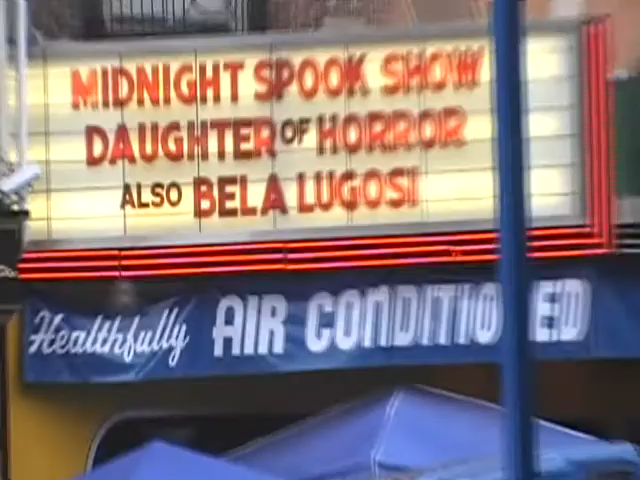 MIDNIGHT SPOOK SHOW
DAUGHTER OF HORROR
ALSO BELA LUGOSI
Healthfully AIR CONDITIONED